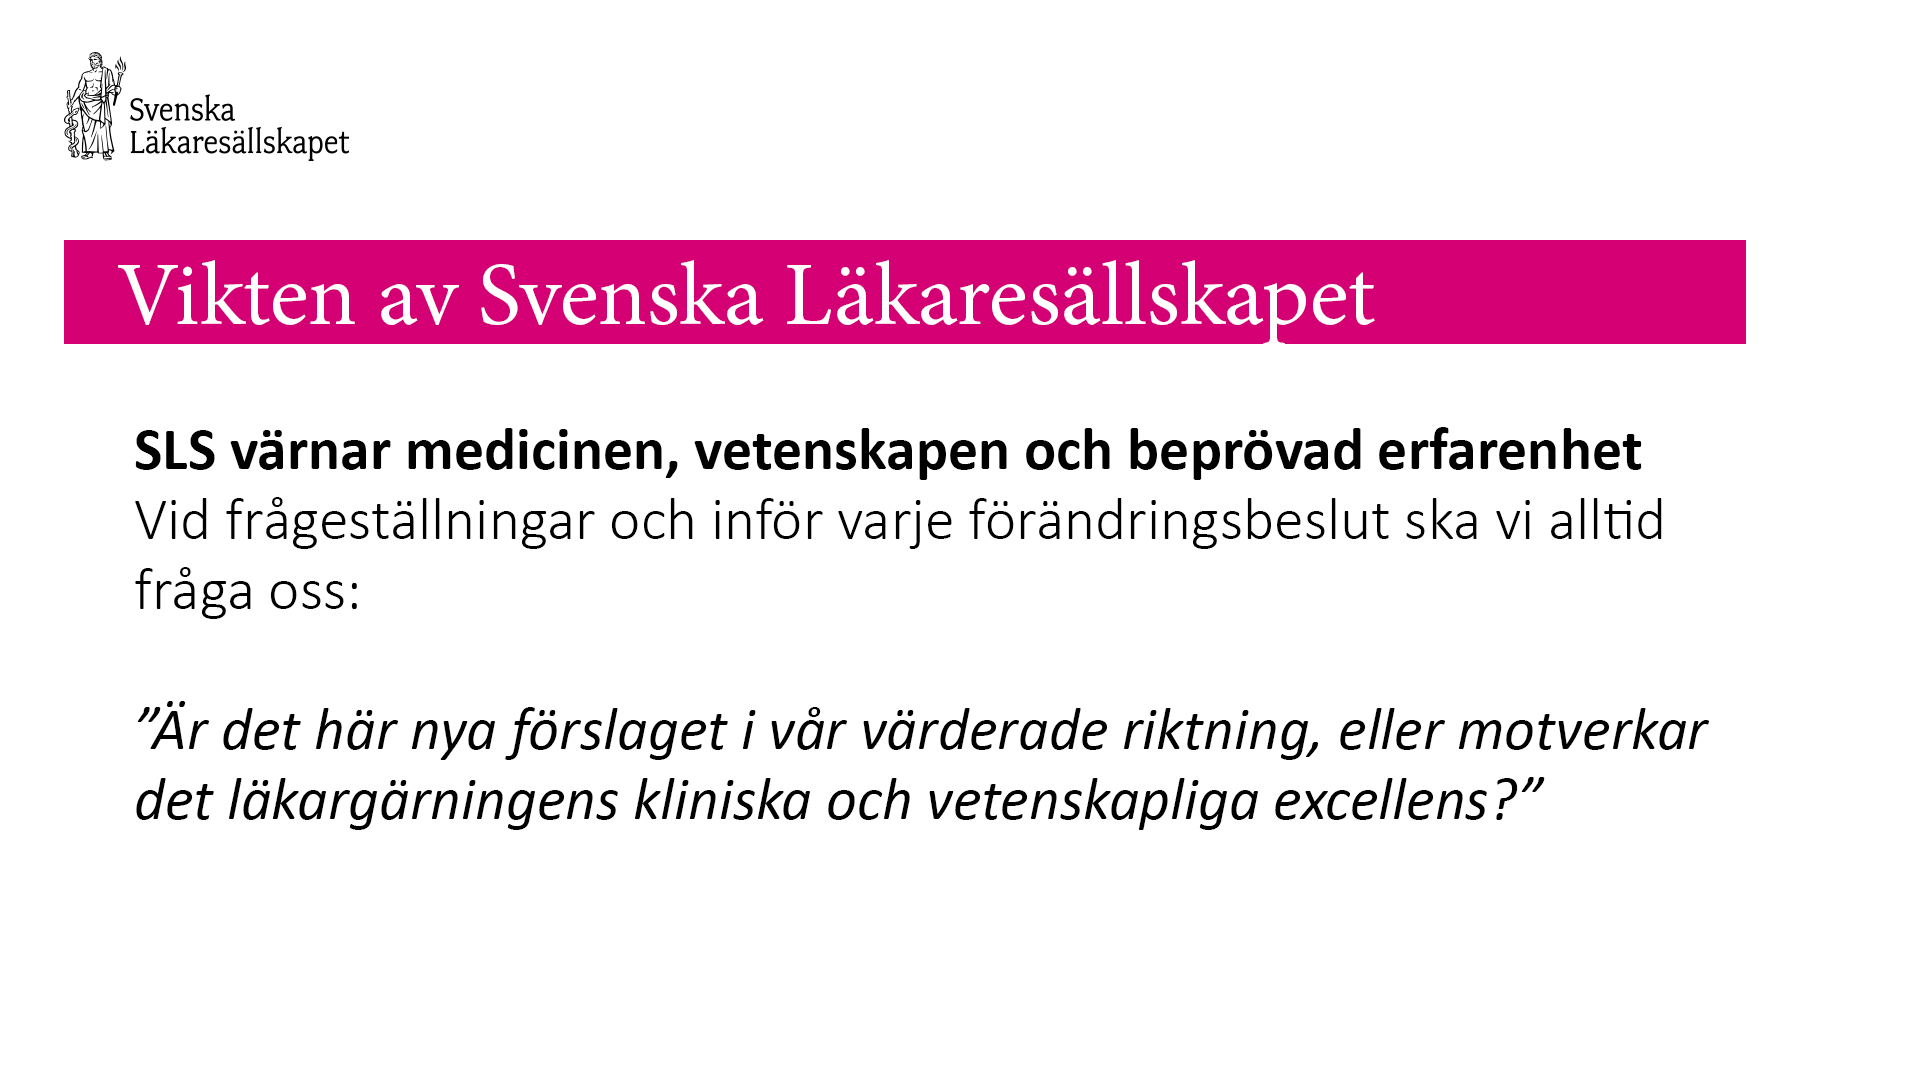 Svenska
Läkaresällskapet
Vikten av Svenska Läkaresällskapet
SLS värnar medicinen, vetenskapen och beprövad erfarenhet
Vid frågeställningar och inför varje förändringsbeslut ska vi alltid
fråga oss:
”Är det här nya förslaget i vår värderade riktning, eller motverkar
det läkargärningens kliniska och vetenskapliga excellens?”